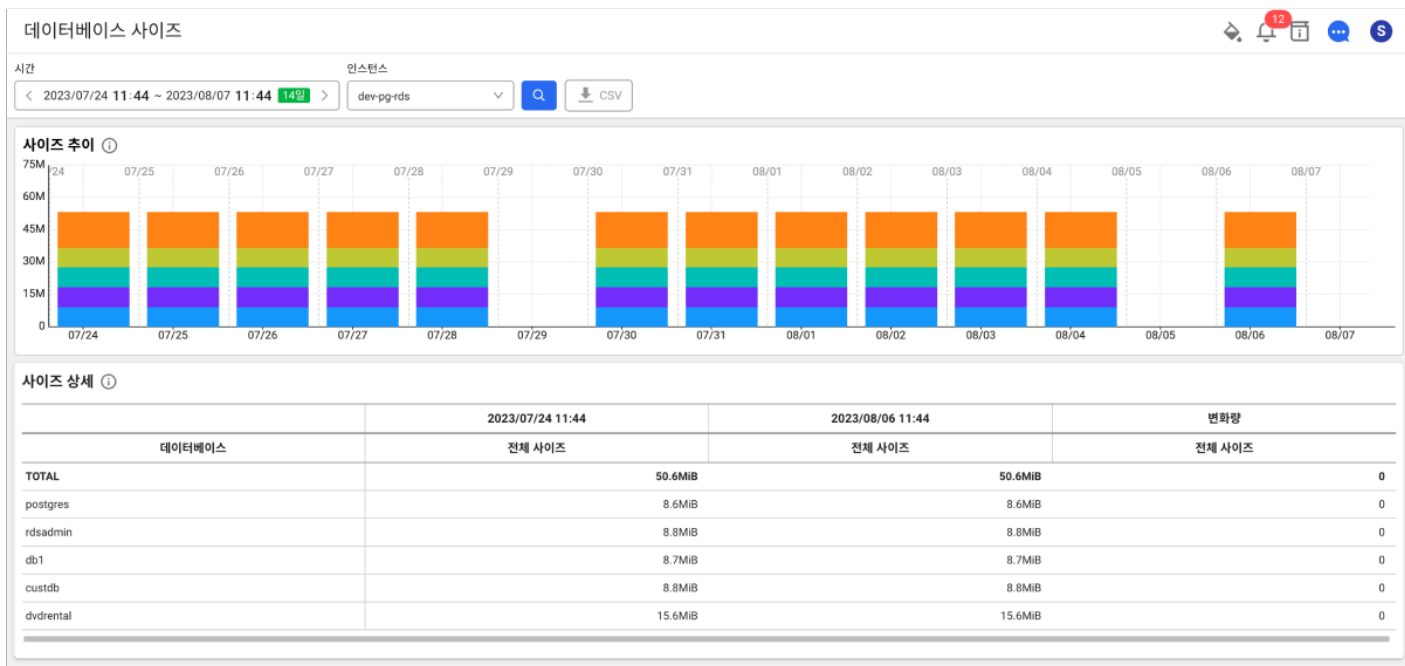 데이터베이스 사이즈
12
S
시간
인스턴스
2023/07/24 11:44 ~ 2023/08/07 11:44 14일
dev-pg-rds
CSV
사이즈 추이
75M
60M
45M
30M
15M
0
/24 07/25 07/26 07/27 07/28 07/29 07/30 07/31 08/01 08/02 08/03 08/04 08/05 08/06 08/07
07/24 07/25 07/26 07/27 07/28 07/29 07/30 07/31 08/01 08/02 08/03 08/04 08/05 08/06 08/07
사이즈 상세
2023/07/24 11:44 2023/08/06 11:44 변화량
데이터베이스 전체 사이즈 전체 사이즈 전체 사이즈
TOTAL 50.6MiB 50.6MiB 0
postgres 8.6MiB 8.6MiB 0
rdsadmin 8.8MiB 8.8MiB 0
db1 8.7MiB 8.7MiB 0
custdb 8.8MiB 8.8MiB 0
dvdrental 15.6MiB 15.6MiB 0